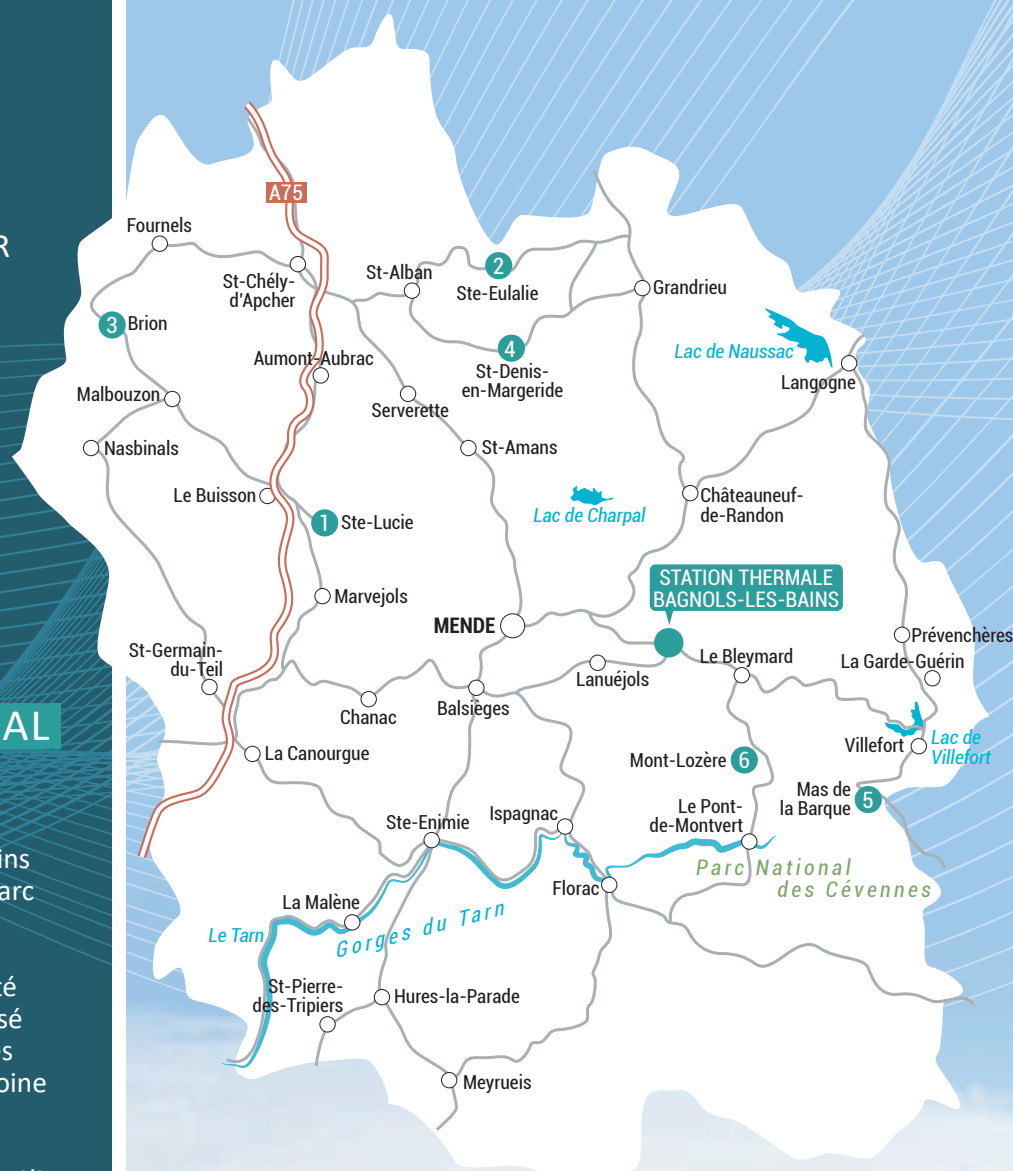 R
AL
ins
arc
té
sé
s
oine
A75
Fournels
St-Chély-
d'Apcher
St-Alban
2
Ste-Eulalie
Grandrieu
3 Brion
4
St-Denis-
en-Margeride
Lac de Naussac
Langogne
Aumont-Aubrac
Malbouzon
Serverette
Nasbinals
St-Amans
Le Buisson
1 Ste-Lucie
Lac de Charpal
Châteauneuf-
de-Randon
Marvejols
STATION THERMALE
BAGNOLS-LES-BAINS
MENDE
St-Germain-
du-Teil
Prévenchères
La Garde-Guérin
Le Bleymard
Lanuéjols
Chanac
Balsièges
La Canourgue
Villefort
Lac de
Villefort
Mont-Lozère 6
Mas de
la Barque 5
Ste-Enimie
Ispagnac
Le Pont-
de-Montvert
Parc National
des Cévennes
Florac
La Malène
Le Tarn
Gorges du Tarn
St-Pierre-
des-Tripiers
Hures-la-Parade
Meyrueis